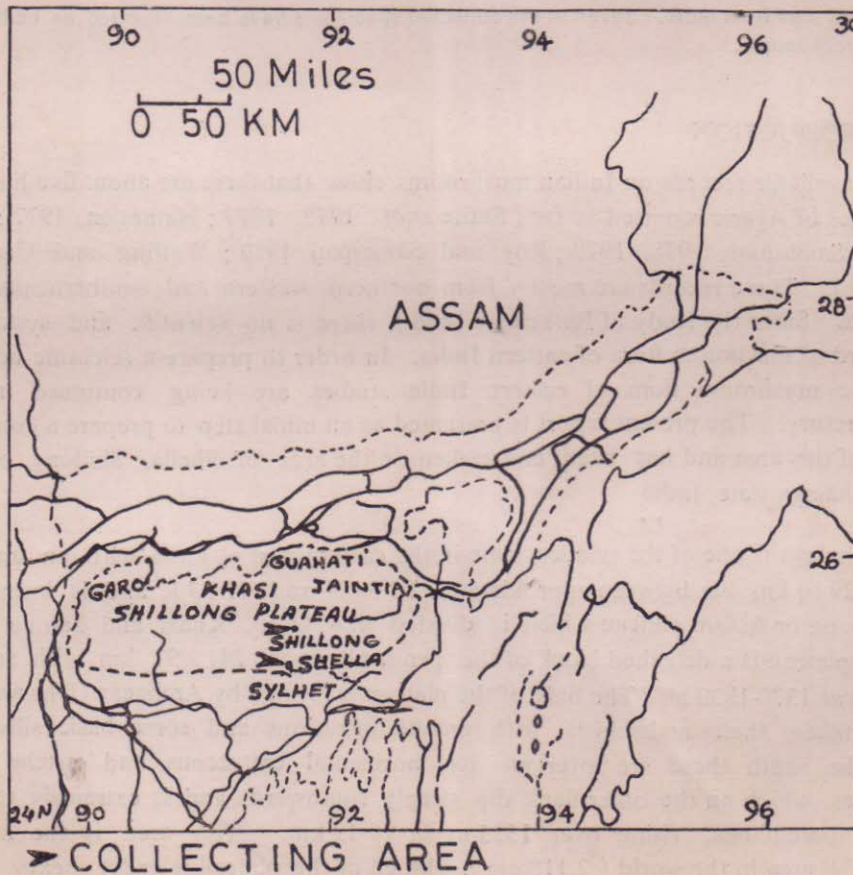 90 92 94 96 30
50 Miles
0 50 KM
ASSAM
28
26
GUAHATI
GARO KHASI JAINTIA
SHILLONG PLATEAU
SHILLONG
SHELLA
SYLHET
24N 90 92 94 96
COLLECTING AREA